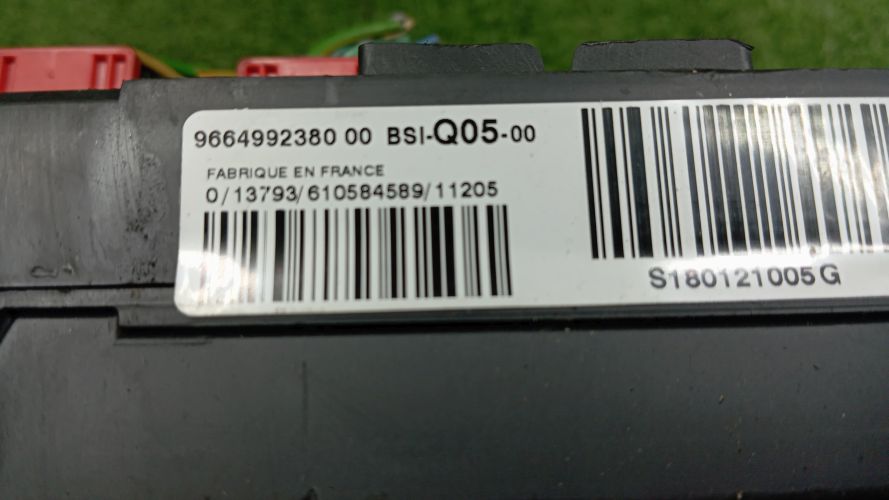 9664992380 00 BSI-Q05-00
FABRIQUE EN FRANCE
0/13793/610584589/11205
S180121005G